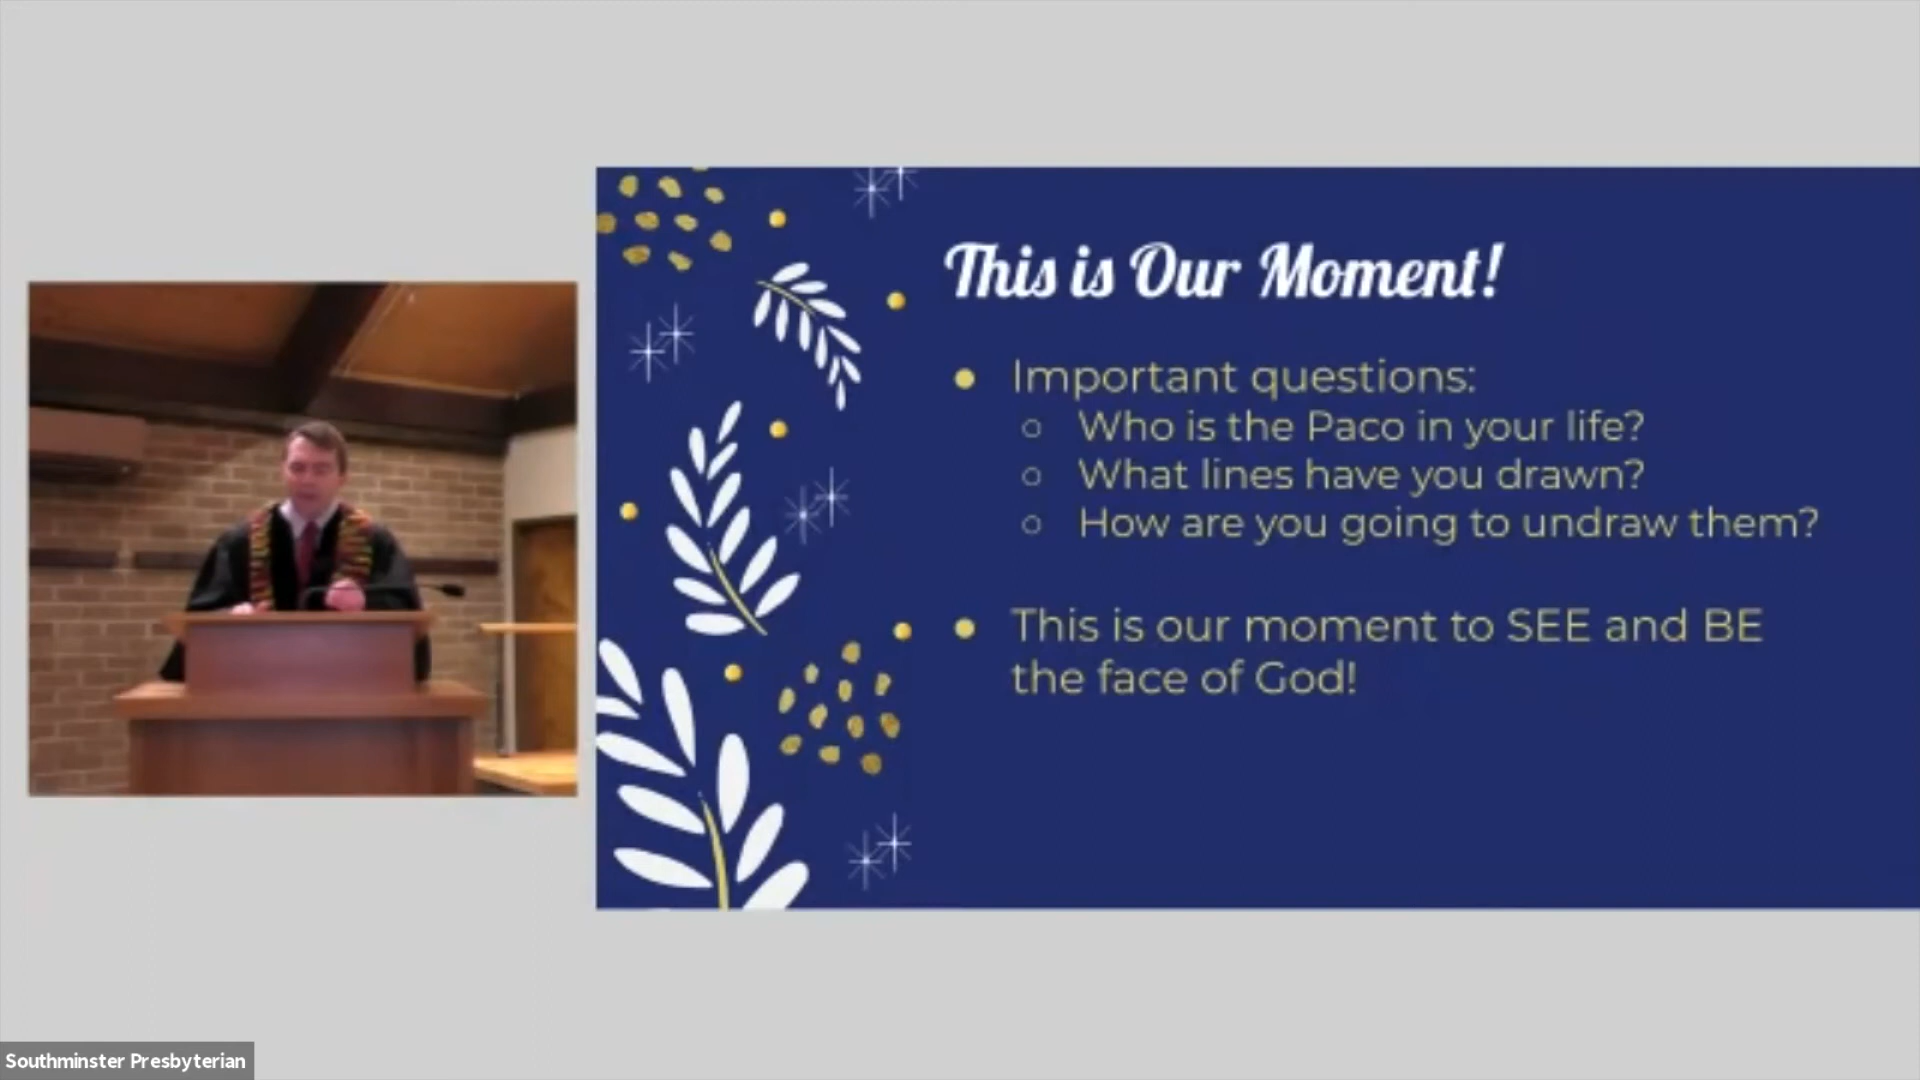 This is Our Moment!
Important questions:
Who is the Paco in your life?
What lines have you drawn?
How are you going to undraw them?
This is our moment to SEE and BE
the face of God!
Southminster Presbyterian